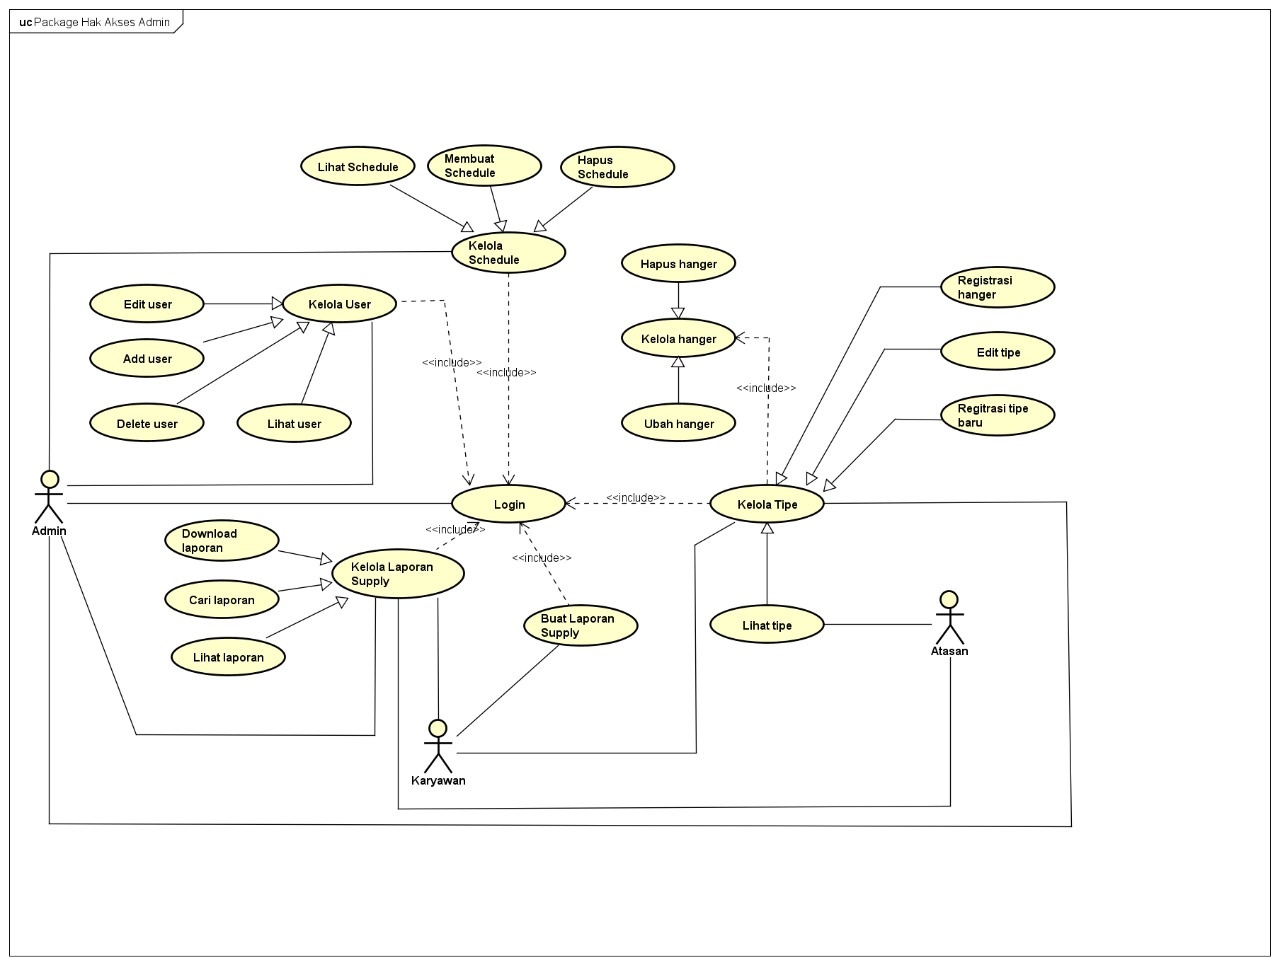 uc Package Hak Akses Admin
Lihat Schedule
Membuat
Schedule
Hapus
Schedule
Kelola
Schedule
Hapus hanger
Registrasi
hanger
Edit user
Kelola User
Kelola hanger
Add user
Edit tipe
<<include>>
<<include>>
<<include>>
Delete user
Lihat user
Ubah hanger
Regitrasi tipe
baru
Admin
Login
<<include>>
Kelola Tipe
Download
laporan
<<include>>
<<include>>
Kelola Laporan
Supply
Cari laporan
Buat Laporan
Supply
Lihat tipe
Atasan
Lihat laporan
Karyawan